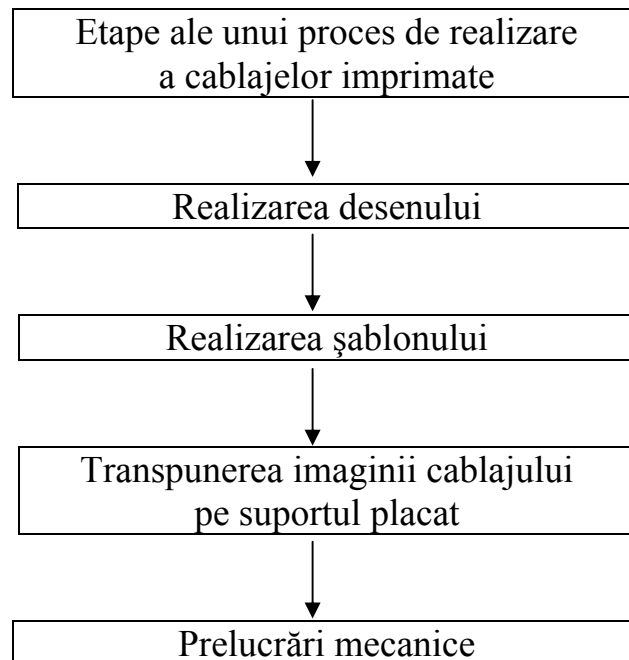 Etape ale unui proces de realizare
a cablajelor imprimate
Realizarea desenului
Realizarea şablonului
Transpunerea imaginii cablajului
pe suportul placat
Prelucrări mecanice